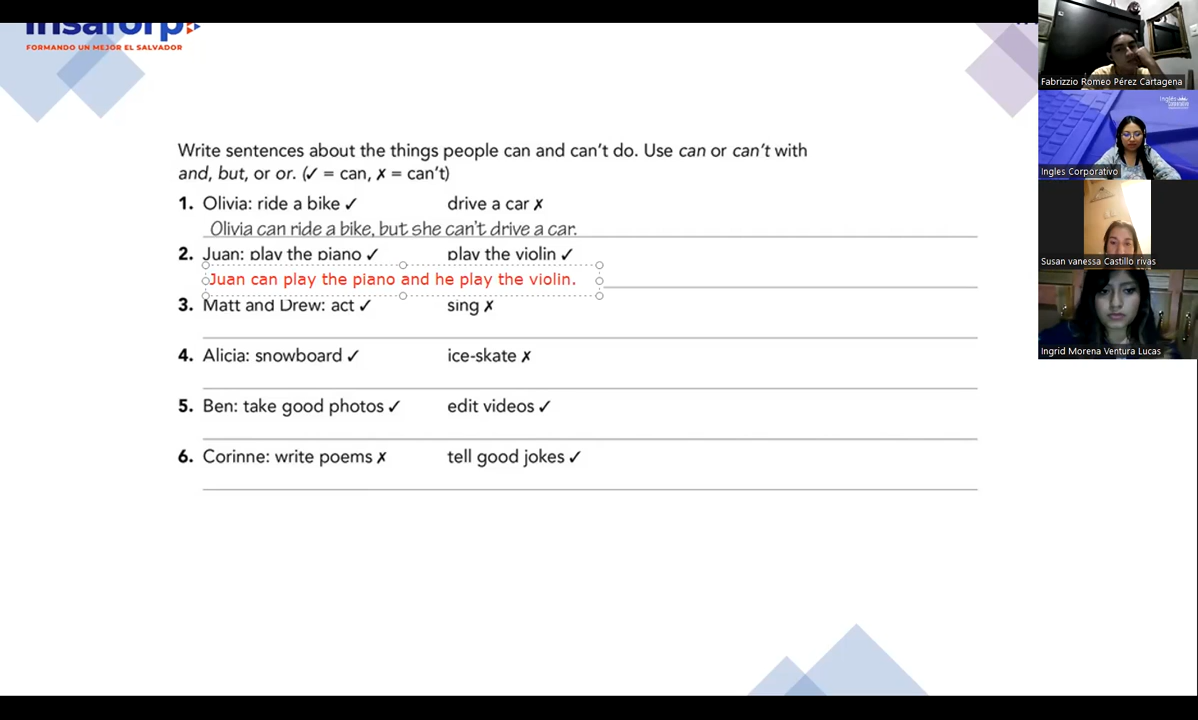 insaforp
FORMANDO UN MEJOR EL SALVADOR
Write sentences about the things people can and can't do. Use can or can't with
and, but, or or. (✓ = can, ✗ = can't)
1. Olivia: ride a bike ✓ drive a car ✗
Olivia can ride a bike, but she can't drive a car.
2. Juan: play the piano ✓ play the violin ✓
Juan can play the piano and he play the violin.
3. Matt and Drew: act ✓ sing ✗
4. Alicia: snowboard ✓ ice-skate ✗
5. Ben: take good photos ✓ edit videos ✓
6. Corinne: write poems ✗ tell good jokes ✓
Fabrizzio Romeo Pérez Cartagena
Ingles Corporativo
Susan vanessa Castillo rivas
Ingrid Morena Ventura Lucas